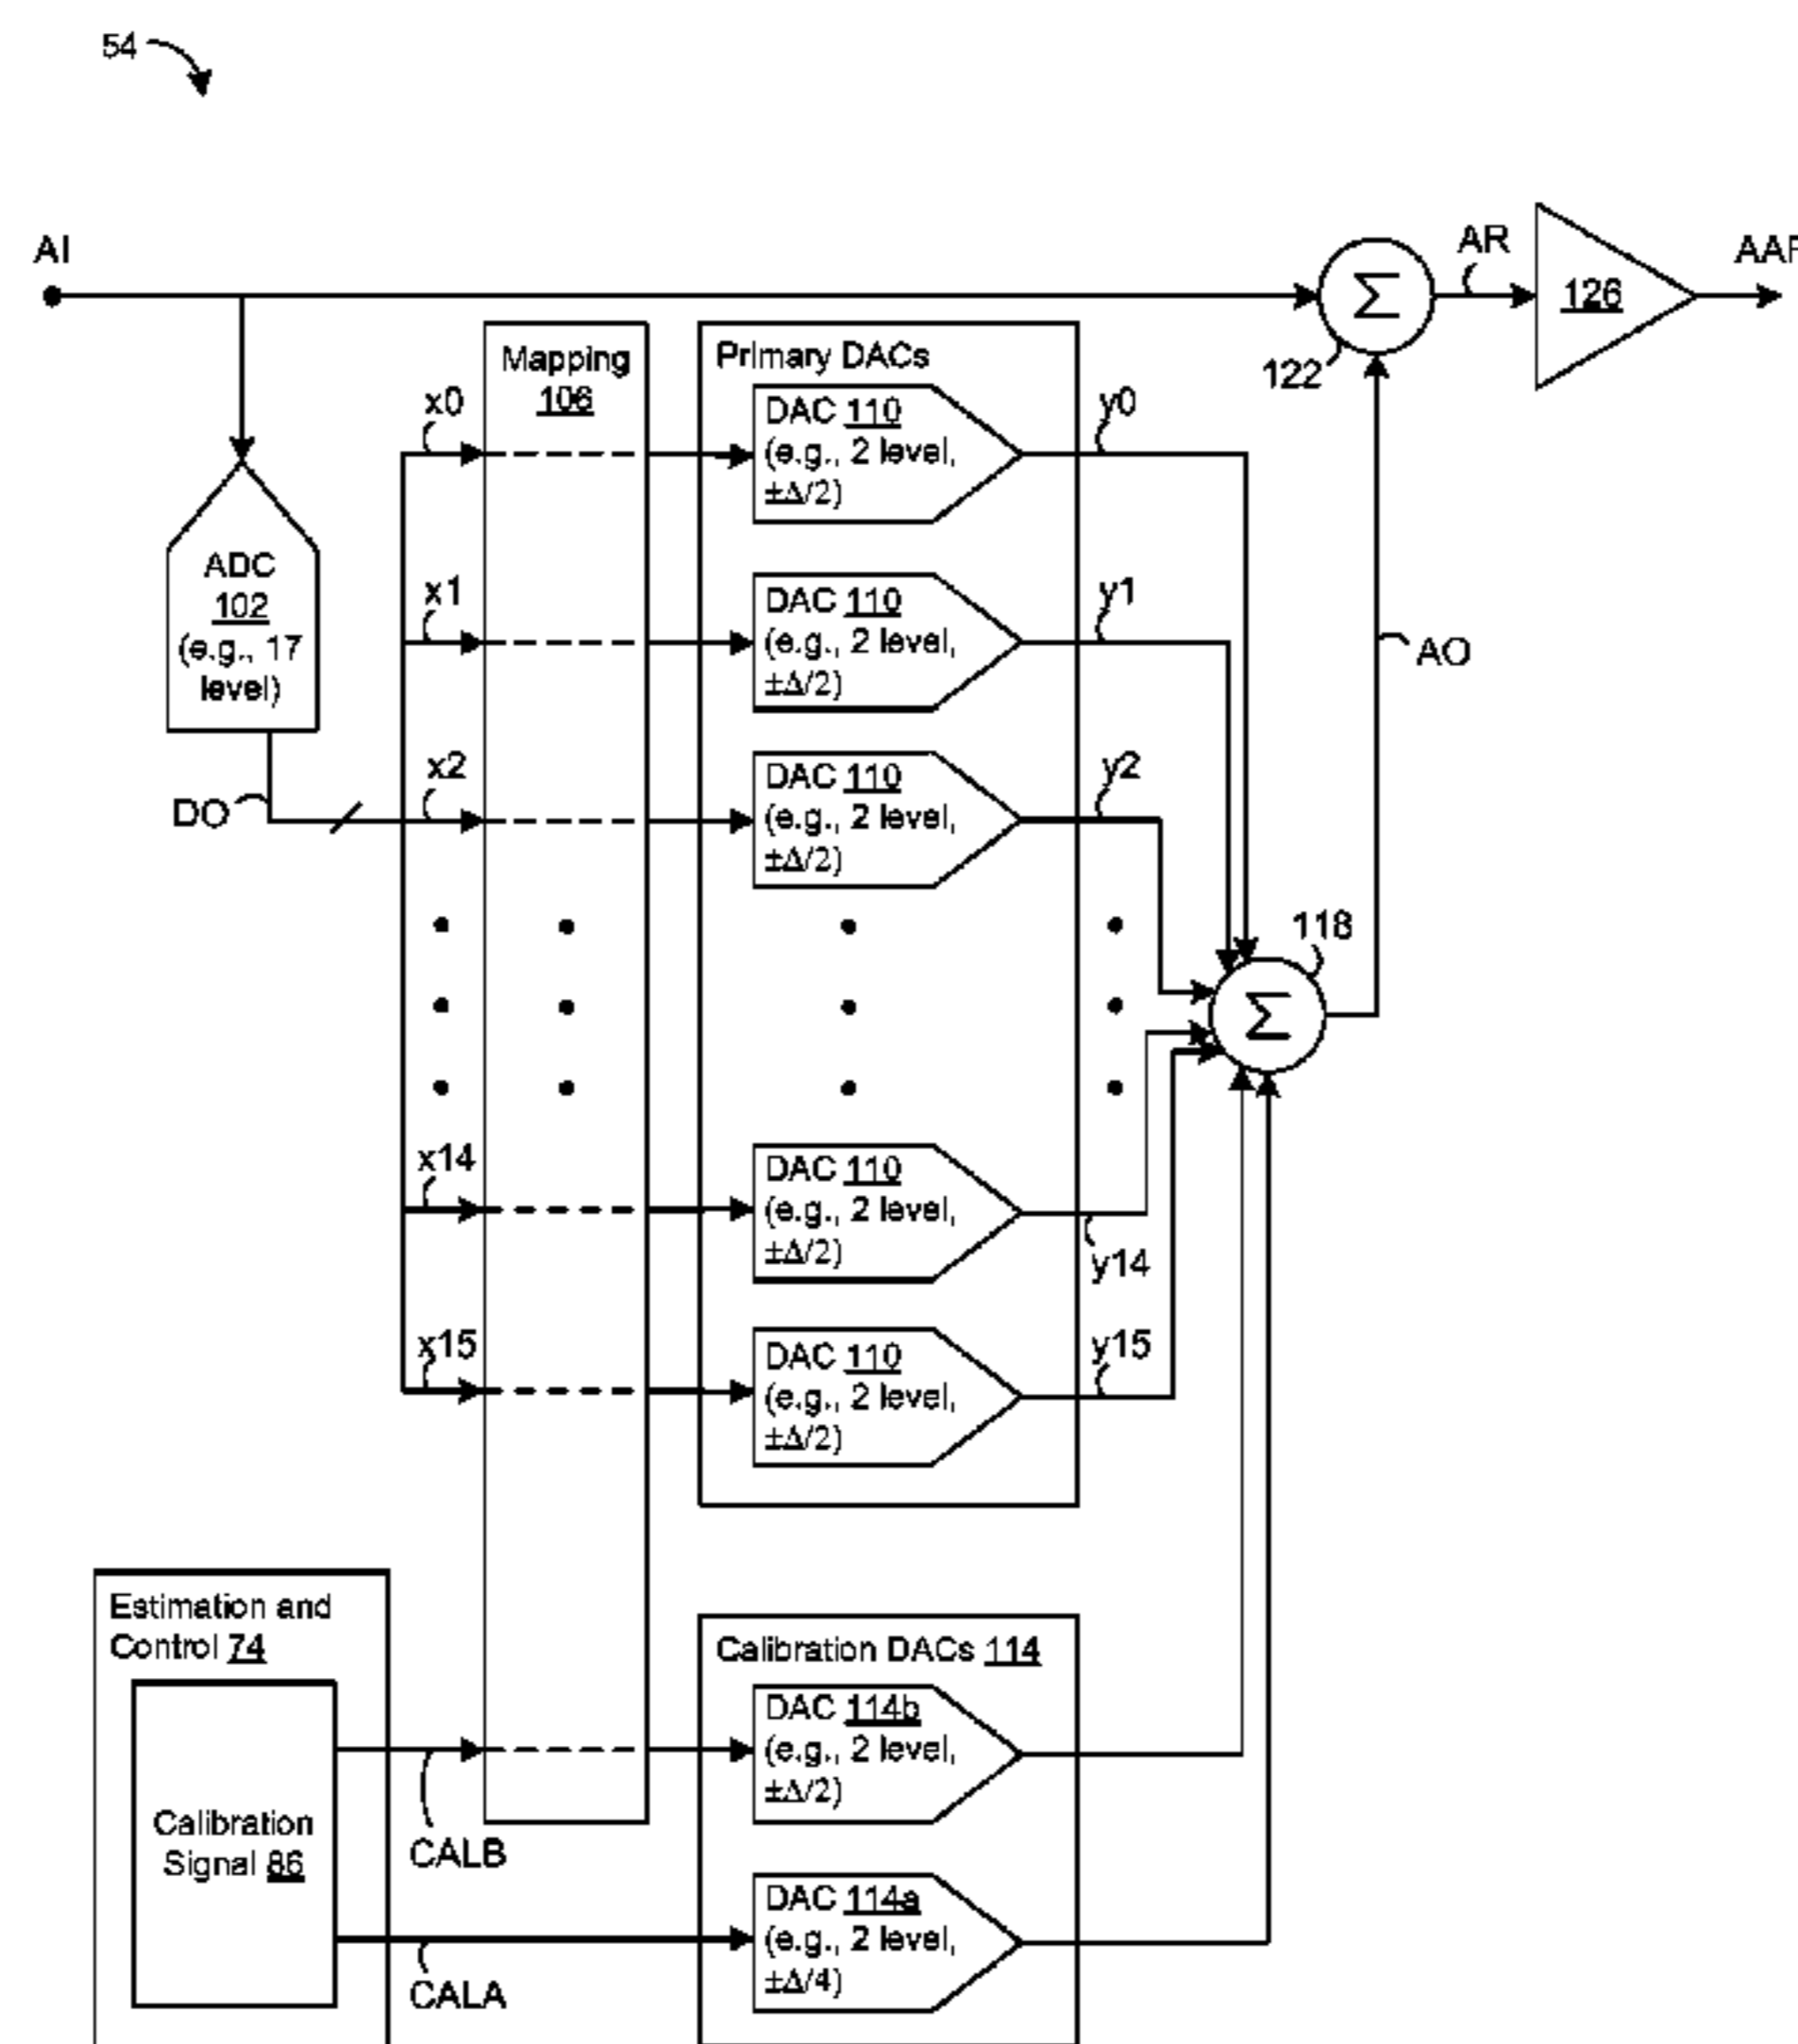 54
AI
AR
126
AAR
122
Mapping
106
Primary DACs
x0
DAC 110
(e.g., 2 level,
±Δ/2)
y0
ADC
102
(e.g., 17
level)
x1
DAC 110
(e.g., 2 level,
±Δ/2)
y1
AO
x2
DAC 110
(e.g., 2 level,
±Δ/2)
y2
DO
118
Σ
Σ
x14
DAC 110
(e.g., 2 level,
±Δ/2)
y14
x15
DAC 110
(e.g., 2 level,
±Δ/2)
y15
Estimation and
Control 74
Calibration
Signal 86
CALB
CALA
Calibration DACs 114
DAC 114b
(e.g., 2 level,
±Δ/2)
DAC 114a
(e.g., 2 level,
±Δ/4)